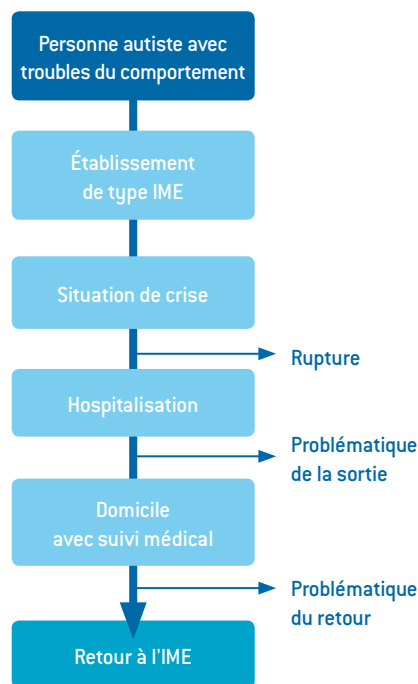 Personne autiste avec
troubles du comportement
Établissement
de type IME
Situation de crise
Rupture
Hospitalisation
Problématique
de la sortie
Domicile
avec suivi médical
Problématique
du retour
Retour à l'IME